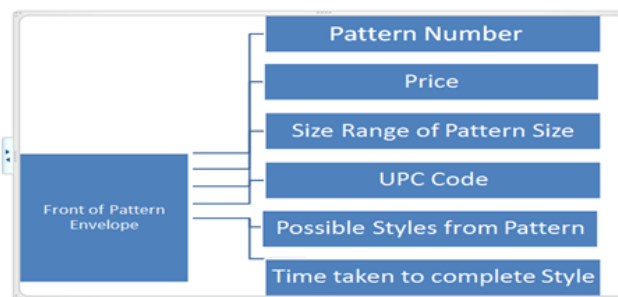 Pattern Number
Price
Size Range of Pattern Size
UPC Code
Front of Pattern
Envelope
Possible Styles from Pattern
Time taken to complete Style